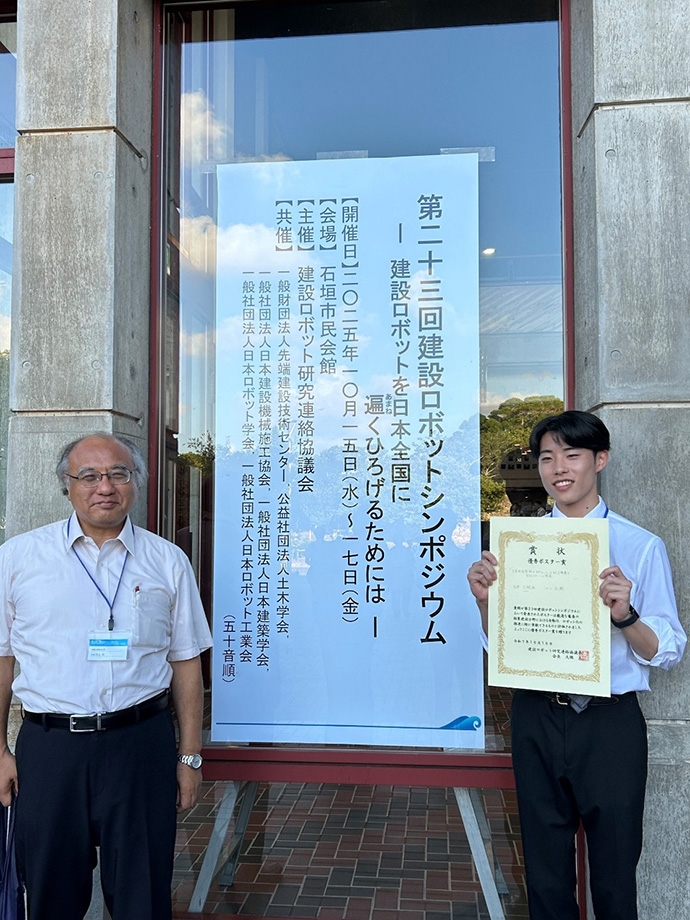 第二十三回建設ロボットシンポジウム
― 建設ロボットを日本全国に
遍くひろげるためには ―
あまね
【開催日】二〇二五年一〇月一五日（水）～一七日（金）
【会場】石垣市民会館
【主催】建設ロボット研究連絡協議会
【共催】一般財団法人先端建設技術センター，公益社団法人土木学会，
一般社団法人日本建設機械施工協会，一般社団法人日本建築学会，
一般社団法人日本ロボット学会，一般社団法人日本ロボット工業会
（五十音順）
賞状
優秀ポスター賞